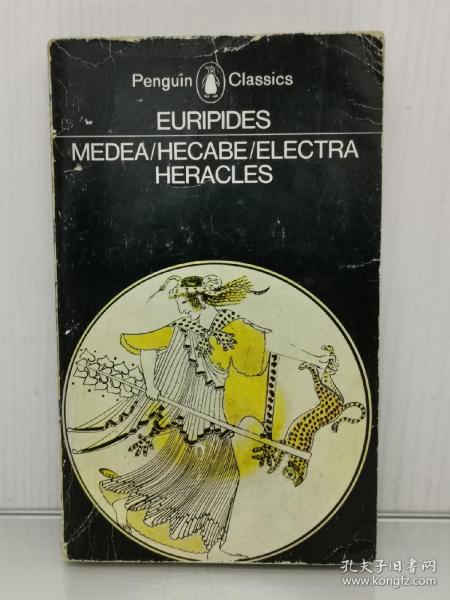 Penguin Classics
EURIPIDES
MEDEA/HECABE/ELECTRA
HERACLES
孔夫子旧书网
www.kongfz.com